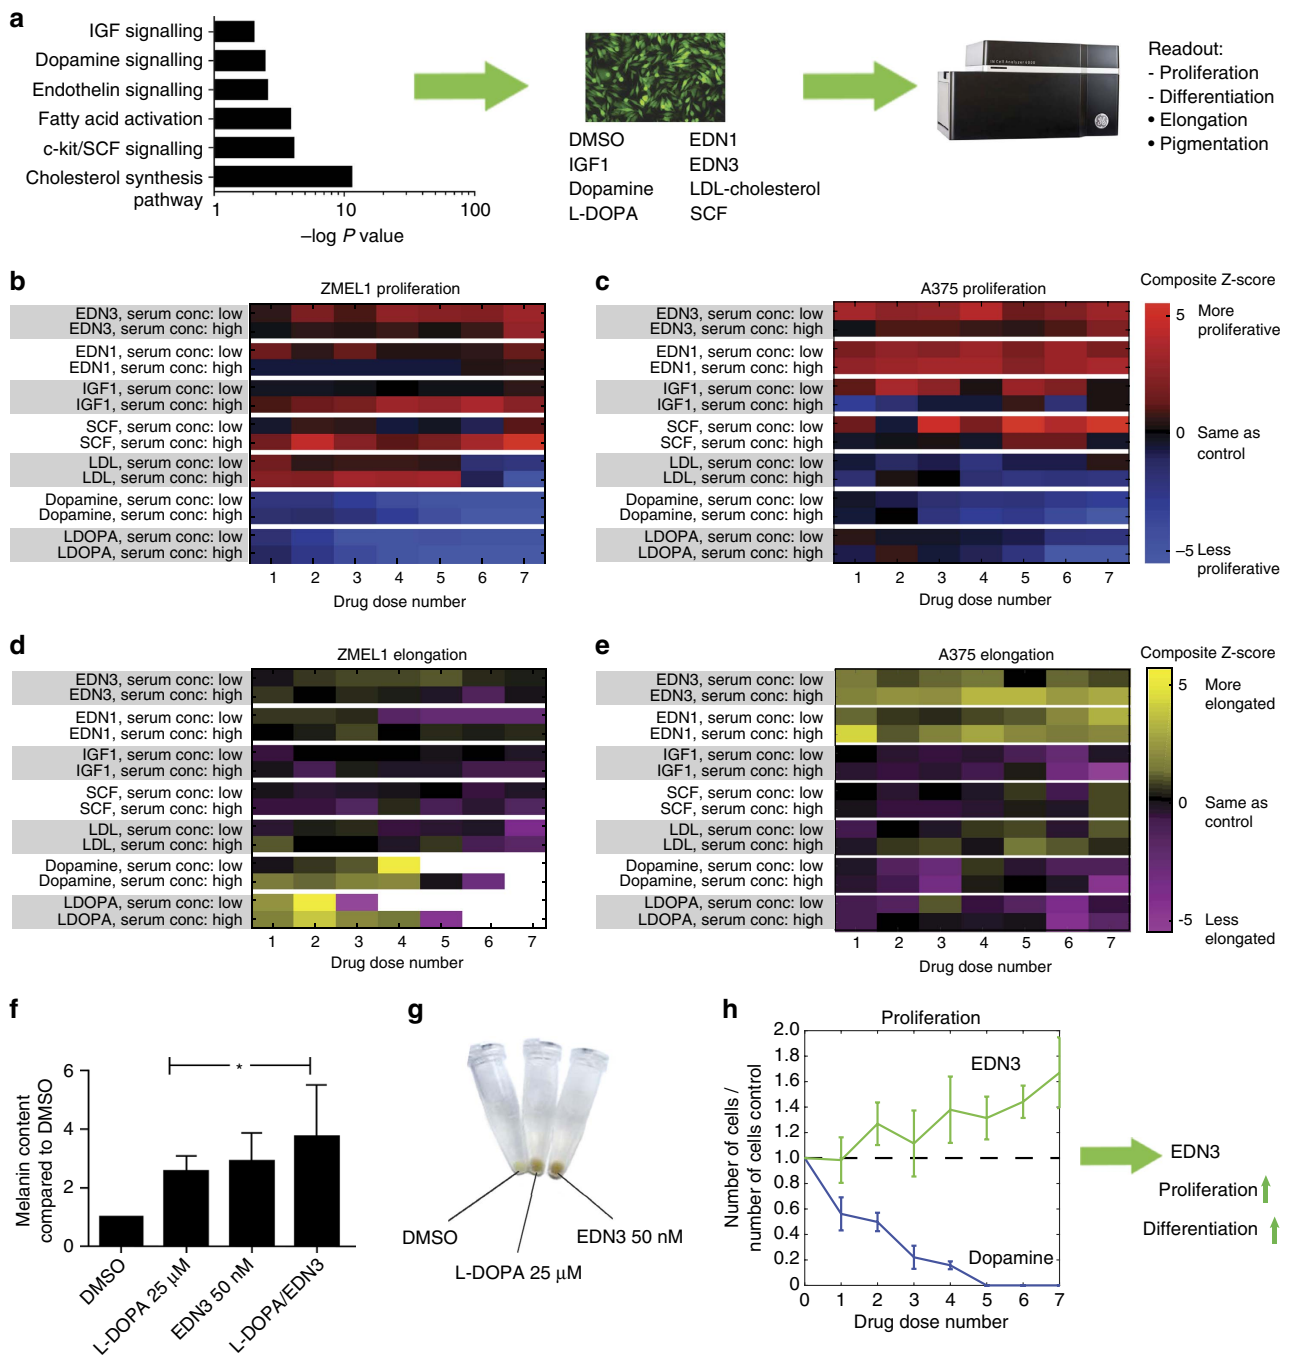 a
IGF signalling
Dopamine signalling
Endothelin signalling
Fatty acid activation
c-kit/SCF signalling
Cholesterol synthesis
pathway
1 10 100
–log P value
DMSO EDN1
IGF1 EDN3
Dopamine LDL-cholesterol
L-DOPA SCF
Readout:
- Proliferation
- Differentiation
• Elongation
• Pigmentation
b
ZMEL1 proliferation
EDN3, serum conc: low
EDN3, serum conc: high
EDN1, serum conc: low
EDN1, serum conc: high
IGF1, serum conc: low
IGF1, serum conc: high
SCF, serum conc: low
SCF, serum conc: high
LDL, serum conc: low
LDL, serum conc: high
Dopamine, serum conc: low
Dopamine, serum conc: high
LDOPA, serum conc: low
LDOPA, serum conc: high
1 2 3 4 5 6 7
Drug dose number
c
A375 proliferation
EDN3, serum conc: low
EDN3, serum conc: high
EDN1, serum conc: low
EDN1, serum conc: high
IGF1, serum conc: low
IGF1, serum conc: high
SCF, serum conc: low
SCF, serum conc: high
LDL, serum conc: low
LDL, serum conc: high
Dopamine, serum conc: low
Dopamine, serum conc: high
LDOPA, serum conc: low
LDOPA, serum conc: high
1 2 3 4 5 6 7
Drug dose number
Composite Z-score
5 More
proliferative
0 Same as
control
–5 Less
proliferative
d
ZMEL1 elongation
EDN3, serum conc: low
EDN3, serum conc: high
EDN1, serum conc: low
EDN1, serum conc: high
IGF1, serum conc: low
IGF1, serum conc: high
SCF, serum conc: low
SCF, serum conc: high
LDL, serum conc: low
LDL, serum conc: high
Dopamine, serum conc: low
Dopamine, serum conc: high
LDOPA, serum conc: low
LDOPA, serum conc: high
1 2 3 4 5 6 7
Drug dose number
e
A375 elongation
EDN3, serum conc: low
EDN3, serum conc: high
EDN1, serum conc: low
EDN1, serum conc: high
IGF1, serum conc: low
IGF1, serum conc: high
SCF, serum conc: low
SCF, serum conc: high
LDL, serum conc: low
LDL, serum conc: high
Dopamine, serum conc: low
Dopamine, serum conc: high
LDOPA, serum conc: low
LDOPA, serum conc: high
1 2 3 4 5 6 7
Drug dose number
Composite Z-score
5 More
elongated
0 Same as
control
-5 Less
elongated
f
Melanin content
compared to DMSO
6
4
2
0
*
DMSO
L-DOPA 25 μM
EDN3 50 nM
L-DOPA/EDN3
g
DMSO
L-DOPA 25 μM
EDN3 50 nM
h
Proliferation
Number of cells /
number of cells control
2.0
1.8
1.6
1.4
1.2
1.0
0.8
0.6
0.4
0.2
0
EDN3
Dopamine
0 1 2 3 4 5 6 7
Drug dose number
EDN3
Proliferation
Differentiation